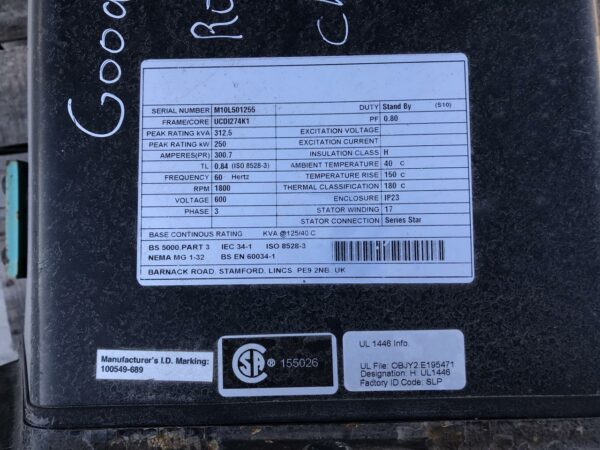 Good
SERIAL NUMBER M10L501255 DUTY Stand By (S10)
FRAME/CORE UCDI274K1 PF 0.80
PEAK RATING kVA 312.5 EXCITATION VOLTAGE
PEAK RATING kW 250 EXCITATION CURRENT
AMPERES(PR) 300.7 INSULATION CLASS H
TL 0.84 (ISO 8528-3) AMBIENT TEMPERATURE 40 C
FREQUENCY 60 Hertz TEMPERATURE RISE 150 C
RPM 1800 THERMAL CLASSIFICATION 180 C
VOLTAGE 600 ENCLOSURE IP23
PHASE 3 STATOR WINDING 17
STATOR CONNECTION Series Star
BASE CONTINOUS RATING KVA @125/40 C
BS 5000 PART 3 IEC 34-1 ISO 8528-3
NEMA MG 1-32 BS EN 60034-1
BARNACK ROAD. STAMFORD. LINCS. PE9 2NB. UK
Manufacturer's I.D. Marking:
100549-689
CSA ® 155026
UL 1446 Info.
UL File: OBJY2.E195471
Designation: H: UL1446
Factory ID Code: SLP